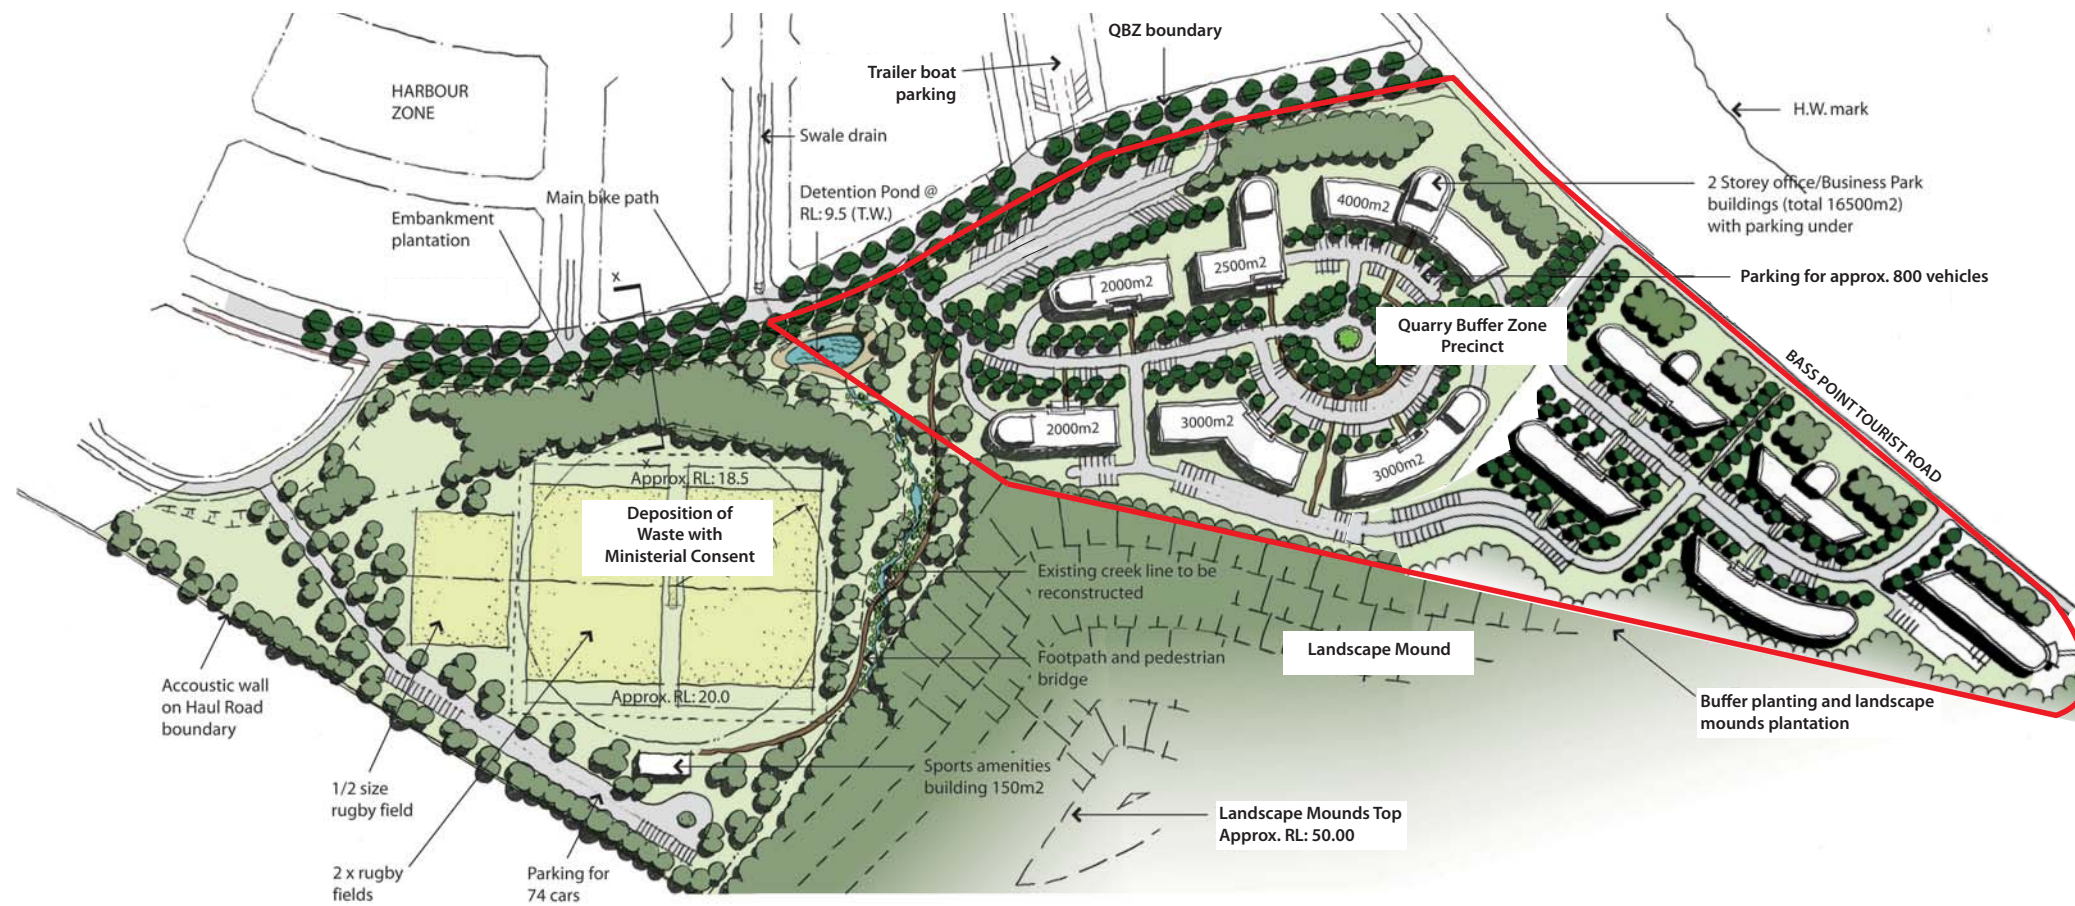 QBZ boundary
Trailer boat
parking
HARBOUR
ZONE
H.W. mark
Swale drain
Main bike path
Detention Pond @
RL: 9.5 (T.W.)
Embankment
plantation
2 Storey office/Business Park
buildings (total 16500m2)
with parking under
4000m2
2500m2
2000m2
Parking for approx. 800 vehicles
x
Quarry Buffer Zone
Precinct
BASS POINT TOURIST ROAD
2000m2
3000m2
3000m2
x
Approx. RL: 18.5
Deposition of
Waste with
Ministerial Consent
Existing creek line to be
reconstructed
Landscape Mound
Footpath and pedestrian
bridge
Approx. RL: 20.0
Accoustic wall
on Haul Road
boundary
Buffer planting and landscape
mounds plantation
Sports amenities
building 150m2
1/2 size
rugby field
Landscape Mounds Top
Approx. RL: 50.00
2 x rugby
fields
Parking for
74 cars